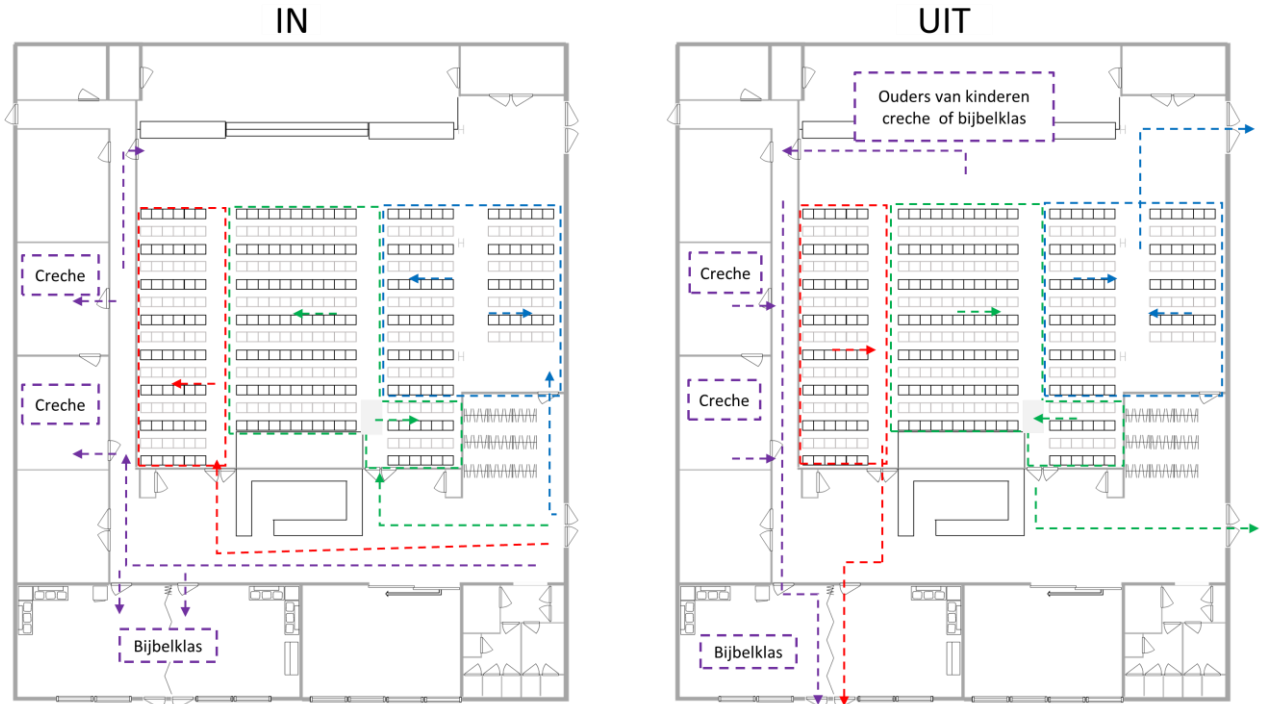 IN
UIT
Creche
Creche
Bijbelklas
Ouders van kinderen
creche of bijbelklas
Creche
Creche
Bijbelklas